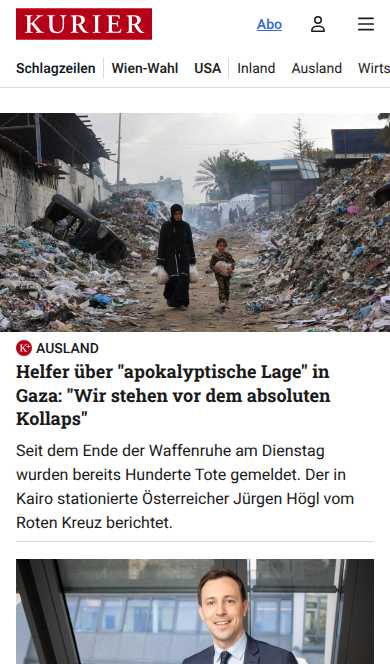 KURIER
Abo
Schlagzeilen Wien-Wahl USA Inland Ausland Wirts
K+ AUSLAND
Helfer über "apokalyptische Lage" in
Gaza: "Wir stehen vor dem absoluten
Kollaps"
Seit dem Ende der Waffenruhe am Dienstag
wurden bereits Hunderte Tote gemeldet. Der in
Kairo stationierte Österreicher Jürgen Högl vom
Roten Kreuz berichtet.